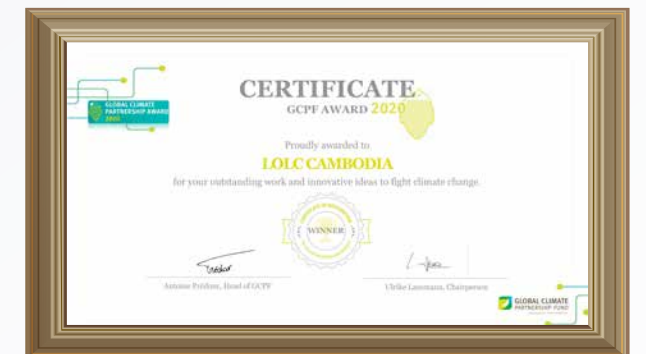 GLOBAL CLIMATE
PARTNERSHIP AWARD
2020
CERTIFICATE
GCPF AWARD 2020
Proudly awarded to
LOLC CAMBODIA
for your outstanding work and innovative ideas to fight climate change.
WINNER
Antoine Prédour, Head of GCPF
Ulrike Lassmann, Chairperson
GLOBAL CLIMATE
PARTNERSHIP FUND